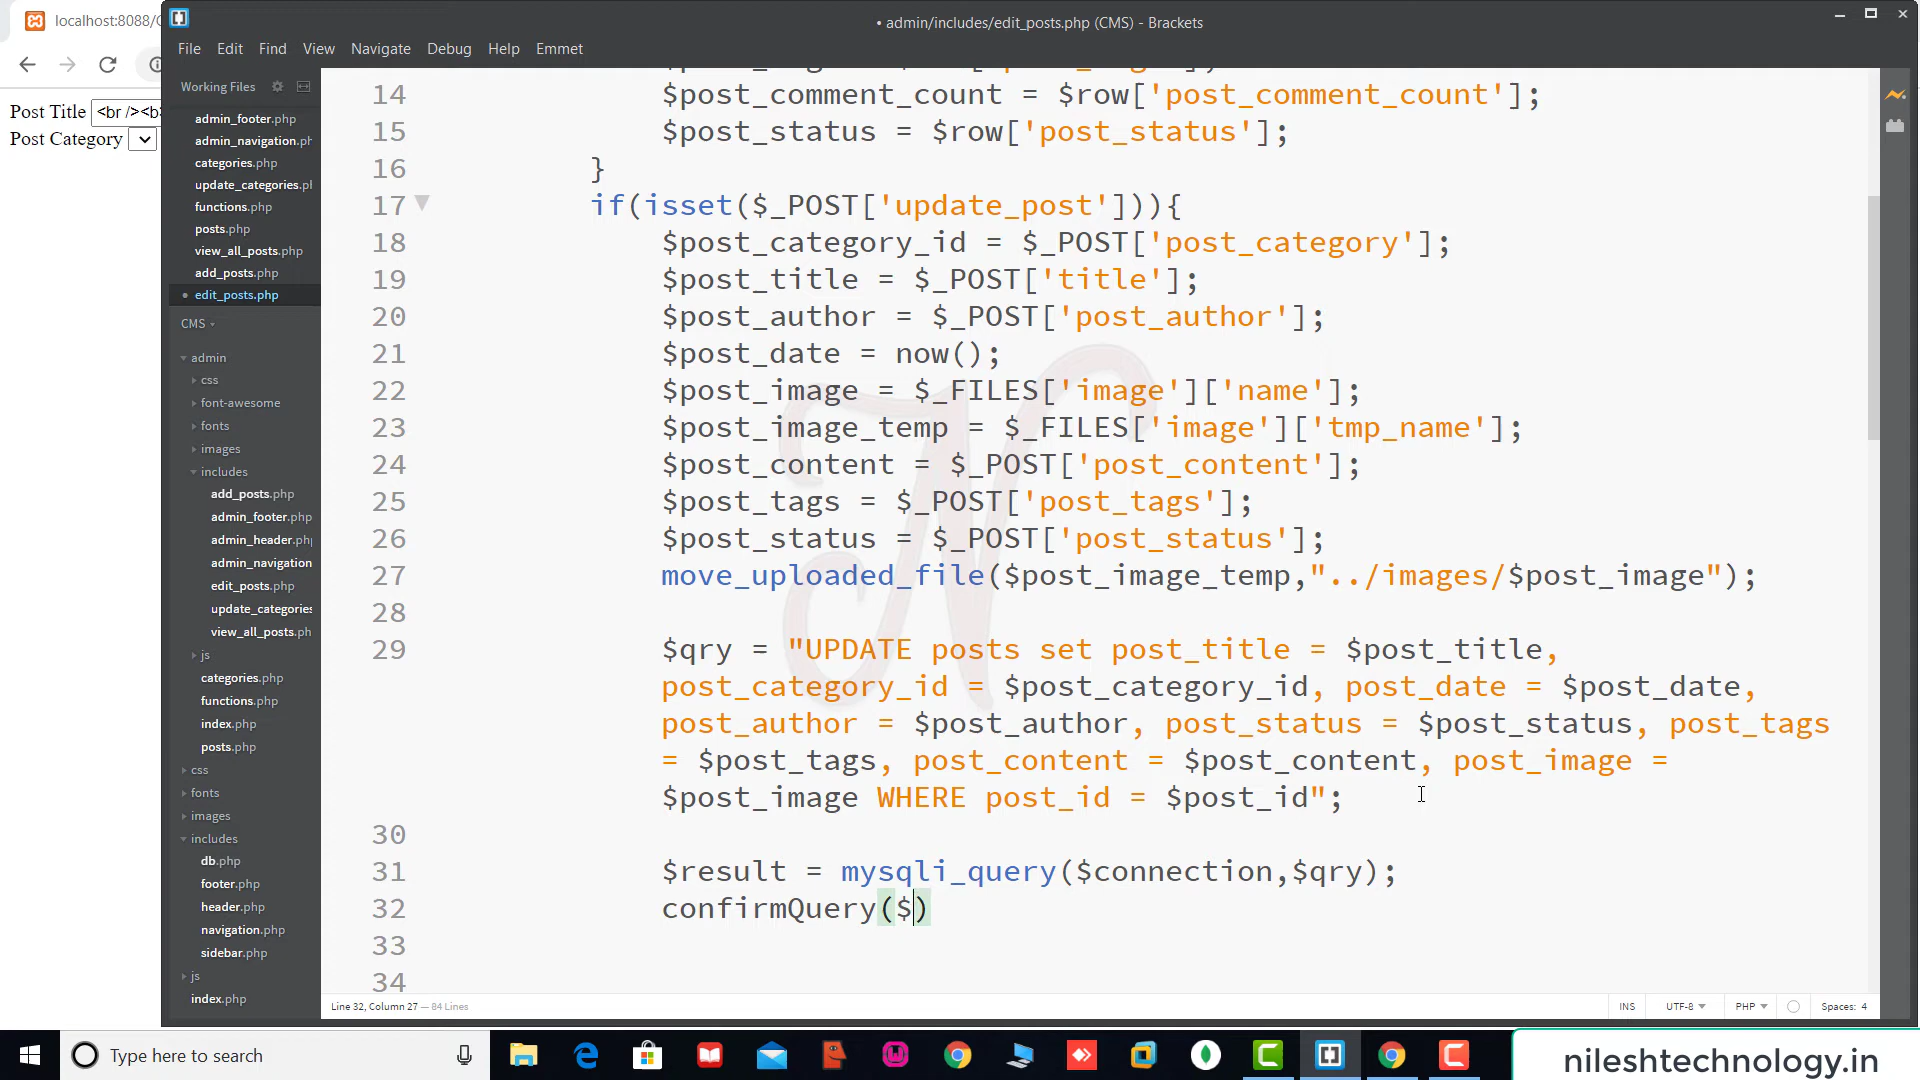 localhost:8088/C
admin/includes/edit_posts.php (CMS) - Brackets
File Edit Find View Navigate Debug Help Emmet
Post Title <br /><b>
Post Category
Working Files
admin_footer.php
admin_navigation.ph
categories.php
update_categories.pl
functions.php
posts.php
view_all_posts.php
add_posts.php
edit_posts.php
CMS
admin
css
font-awesome
fonts
images
includes
add_posts.php
admin_footer.php
admin_header.php
admin_navigation
edit_posts.php
update_categories
view_all_posts.ph
js
categories.php
functions.php
index.php
posts.php
css
fonts
images
includes
db.php
footer.php
header.php
navigation.php
sidebar.php
js
index.php
14 $post_comment_count = $row['post_comment_count'];
15 $post_status = $row['post_status'];
16 }
17 if(isset($_POST['update_post'])){
18 $post_category_id = $_POST['post_category'];
19 $post_title = $_POST['title'];
20 $post_author = $_POST['post_author'];
21 $post_date = now();
22 $post_image = $_FILES['image']['name'];
23 $post_image_temp = $_FILES['image']['tmp_name'];
24 $post_content = $_POST['post_content'];
25 $post_tags = $_POST['post_tags'];
26 $post_status = $_POST['post_status'];
27 move_uploaded_file($post_image_temp,"../images/$post_image");
28
29 $qry = "UPDATE posts set post_title = $post_title,
post_category_id = $post_category_id, post_date = $post_date,
post_author = $post_author, post_status = $post_status, post_tags
= $post_tags, post_content = $post_content, post_image =
$post_image WHERE post_id = $post_id";
30
31 $result = mysqli_query($connection,$qry);
32 confirmQuery($)
33
34
Line 32, Column 27 — 84 Lines
INS UTF-8 PHP Spaces: 4
Type here to search
nileshtechnology.in